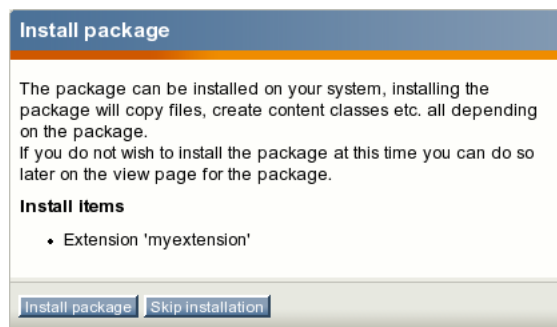 Install package
The package can be installed on your system, installing the
package will copy files, create content classes etc. all depending
on the package.
If you do not wish to install the package at this time you can do so
later on the view page for the package.
Install items
• Extension 'myextension'
Install package Skip installation